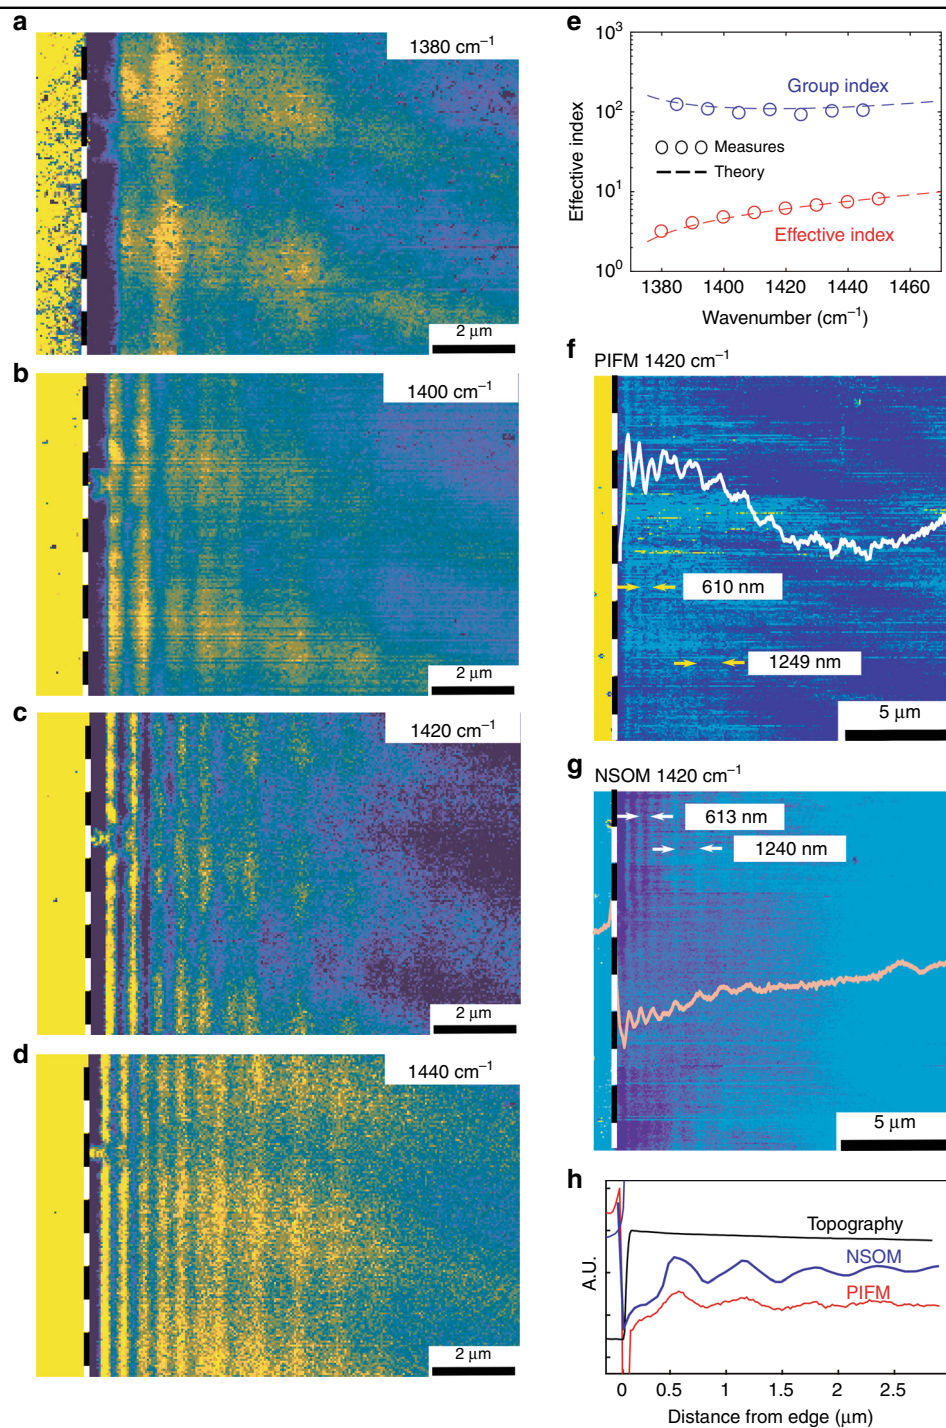 a
1380 cm⁻¹
2 μm
b
1400 cm⁻¹
2 μm
c
1420 cm⁻¹
2 μm
d
1440 cm⁻¹
2 μm
e
10³
10²
10¹
10⁰
Effective index
Group index
Measures
Theory
Effective index
1380 1400 1420 1440 1460
Wavenumber (cm⁻¹)
f
PIFM 1420 cm⁻¹
610 nm
1249 nm
5 μm
g
NSOM 1420 cm⁻¹
613 nm
1240 nm
5 μm
h
A.U.
Topography
NSOM
PIFM
0 0.5 1 1.5 2 2.5
Distance from edge (μm)